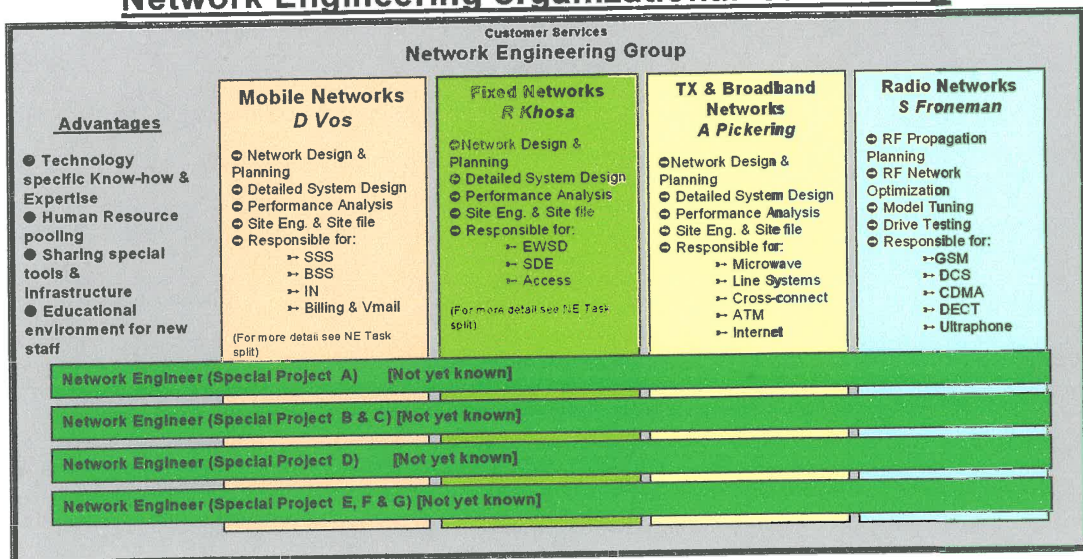 Network Engineering
Customer Services
Network Engineering Group
Advantages
● Technology
specific Know-how &
Expertise
● Human Resource
pooling
● Sharing special
tools &
Infrastructure
● Educational
environment for new
staff
Mobile Networks
D Vos
➲ Network Design &
Planning
➲ Detailed System Design
➲ Performance Analysis
➲ Site Eng. & Site file
➲ Responsible for:
➳ SSS
➳ BSS
➳ IN
➳ Billing & Vmail
(For more detail see NE Task
split)
Fixed Networks
R Khosa
➲Network Design &
Planning
➲ Detailed System Design
➲ Performance Analysis
➲ Site Eng. & Site file
➲ Responsible for:
➳ EWSD
➳ SDE
➳ Access
(For more detail see NE Task
split)
TX & Broadband
Networks
A Pickering
➲Network Design &
Planning
➲ Detailed System Design
➲ Performance Analysis
➲ Site Eng. & Site file
➲ Responsible for:
➳ Microwave
➳ Line Systems
➳ Cross-connect
➳ ATM
➳ Internet
Radio Networks
S Froneman
➲ RF Propagation
Planning
➲ RF Network
Optimization
➲ Model Tuning
➲ Drive Testing
➲ Responsible for:
➳GSM
➳ DCS
➳ CDMA
➳ DECT
➳ Ultraphone
Network Engineer (Special Project A) [Not yet known]
Network Engineer (Special Project B & C) [Not yet known]
Network Engineer (Special Project D) [Not yet known]
Network Engineer (Special Project E, F & G) [Not yet known]